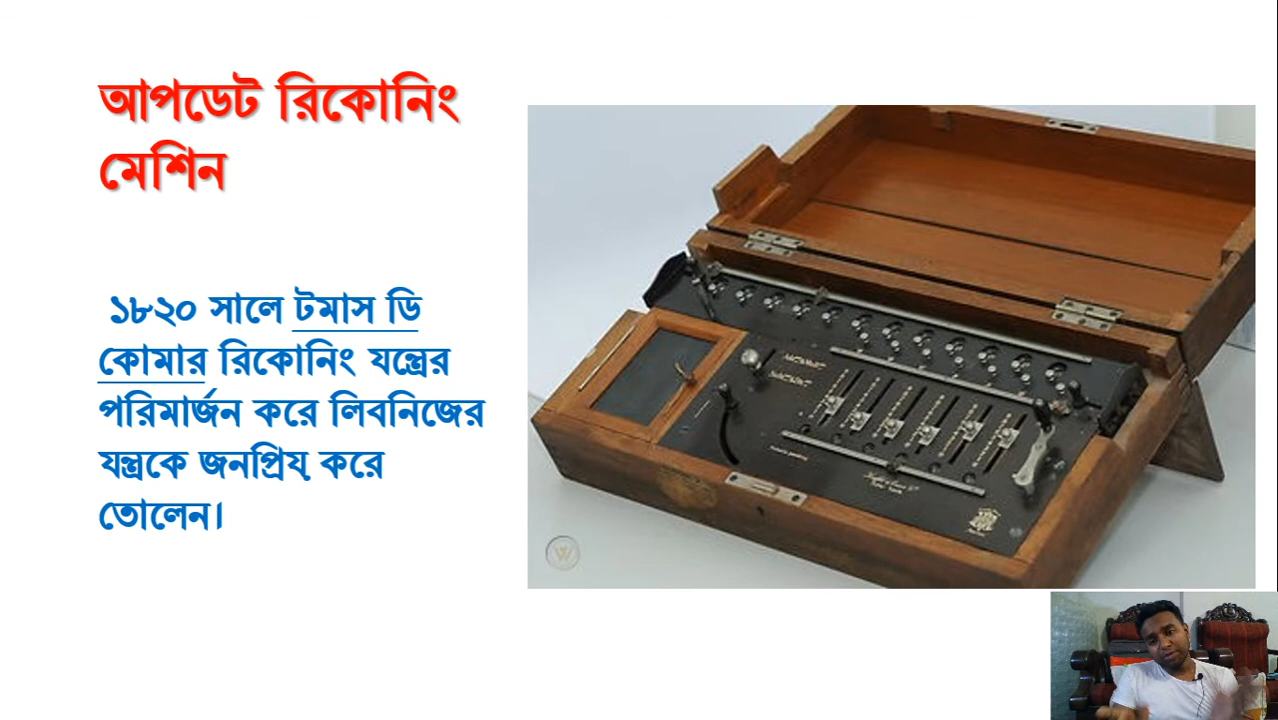 আপডেট রিকোনিং
মেশিন
১৮২০ সালে টমাস ডি
কোমার রিকোনিং যন্ত্রের
পরিমার্জন করে লিবনিজের
যন্ত্রকে জনপ্রিয় করে
তোলেন।